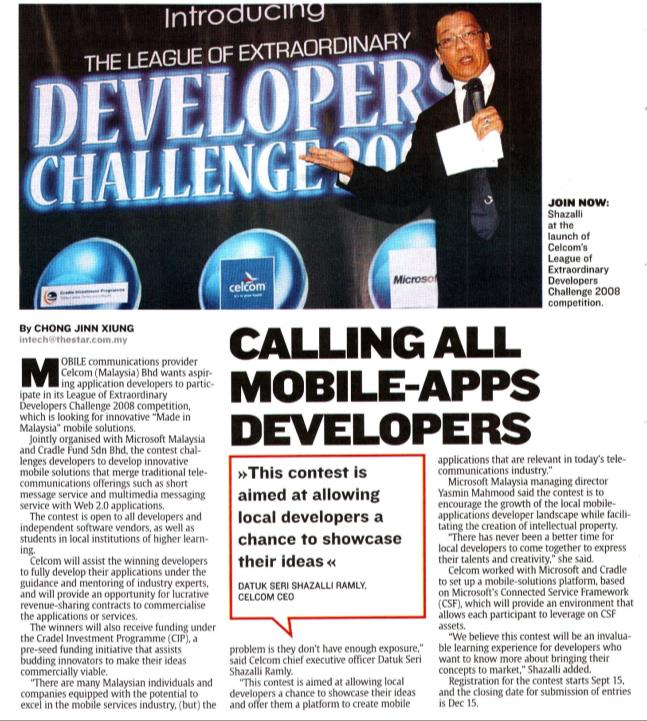 Introducing
THE LEAGUE OF EXTRAORDINARY
DEVELOPERS
CHALLENGE 200
Cradle Investment Programme
celcom
Microsof
JOIN NOW:
Shazalli
at the
launch of
Celcom's
League of
Extraordinary
Developers
Challenge 2008
competition.
By CHONG JINN XIUNG
intech@thestar.com.my
CALLING ALL
MOBILE-APPS
DEVELOPERS
MOBILE communications provider
Celcom (Malaysia) Bhd wants aspir-
ing application developers to partic-
ipate in its League of Extraordinary
Developers Challenge 2008 competition,
which is looking for innovative "Made in
Malaysia" mobile solutions.
Jointly organised with Microsoft Malaysia
and Cradle Fund Sdn Bhd, the contest chal-
lenges developers to develop innovative
mobile solutions that merge traditional tele-
communications offerings such as short
message service and multimedia messaging
service with Web 2.0 applications.
The contest is open to all developers and
independent software vendors, as well as
students in local institutions of higher learn-
ing.
Celcom will assist the winning developers
to fully develop their applications under the
guidance and mentoring of industry experts,
and will provide an opportunity for lucrative
revenue-sharing contracts to commercialise
the applications or services.
The winners will also receive funding under
the Cradel Investment Programme (CIP), a
pre-seed funding initiative that assists
budding innovators to make their ideas
commercially viable.
"There are many Malaysian individuals and
companies equipped with the potential to
excel in the mobile services industry, (but) the
»This contest is
aimed at allowing
local developers a
chance to showcase
their ideas«
DATUK SERI SHAZALLI RAMLY,
CELCOM CEO
problem is they don't have enough exposure,"
said Celcom chief executive officer Datuk Seri
Shazalli Ramly.
"This contest is aimed at allowing local
developers a chance to showcase their ideas
and offer them a platform to create mobile
applications that are relevant in today's tele-
communications industry."
Microsoft Malaysia managing director
Yasmin Mahmood said the contest is to
encourage the growth of the local mobile-
applications developer landscape while facili-
tating the creation of intellectual property.
"There has never been a better time for
local developers to come together to express
their talents and creativity," she said.
Celcom worked with Microsoft and Cradle
to set up a mobile-solutions platform, based
on Microsoft's Connected Service Framework
(CSF), which will provide an environment that
allows each participant to leverage on CSF
assets.
"We believe this contest will be an invalua-
ble learning experience for developers who
want to know more about bringing their
concepts to market," Shazalli added.
Registration for the contest starts Sept 15,
and the closing date for submission of entries
is Dec 15.